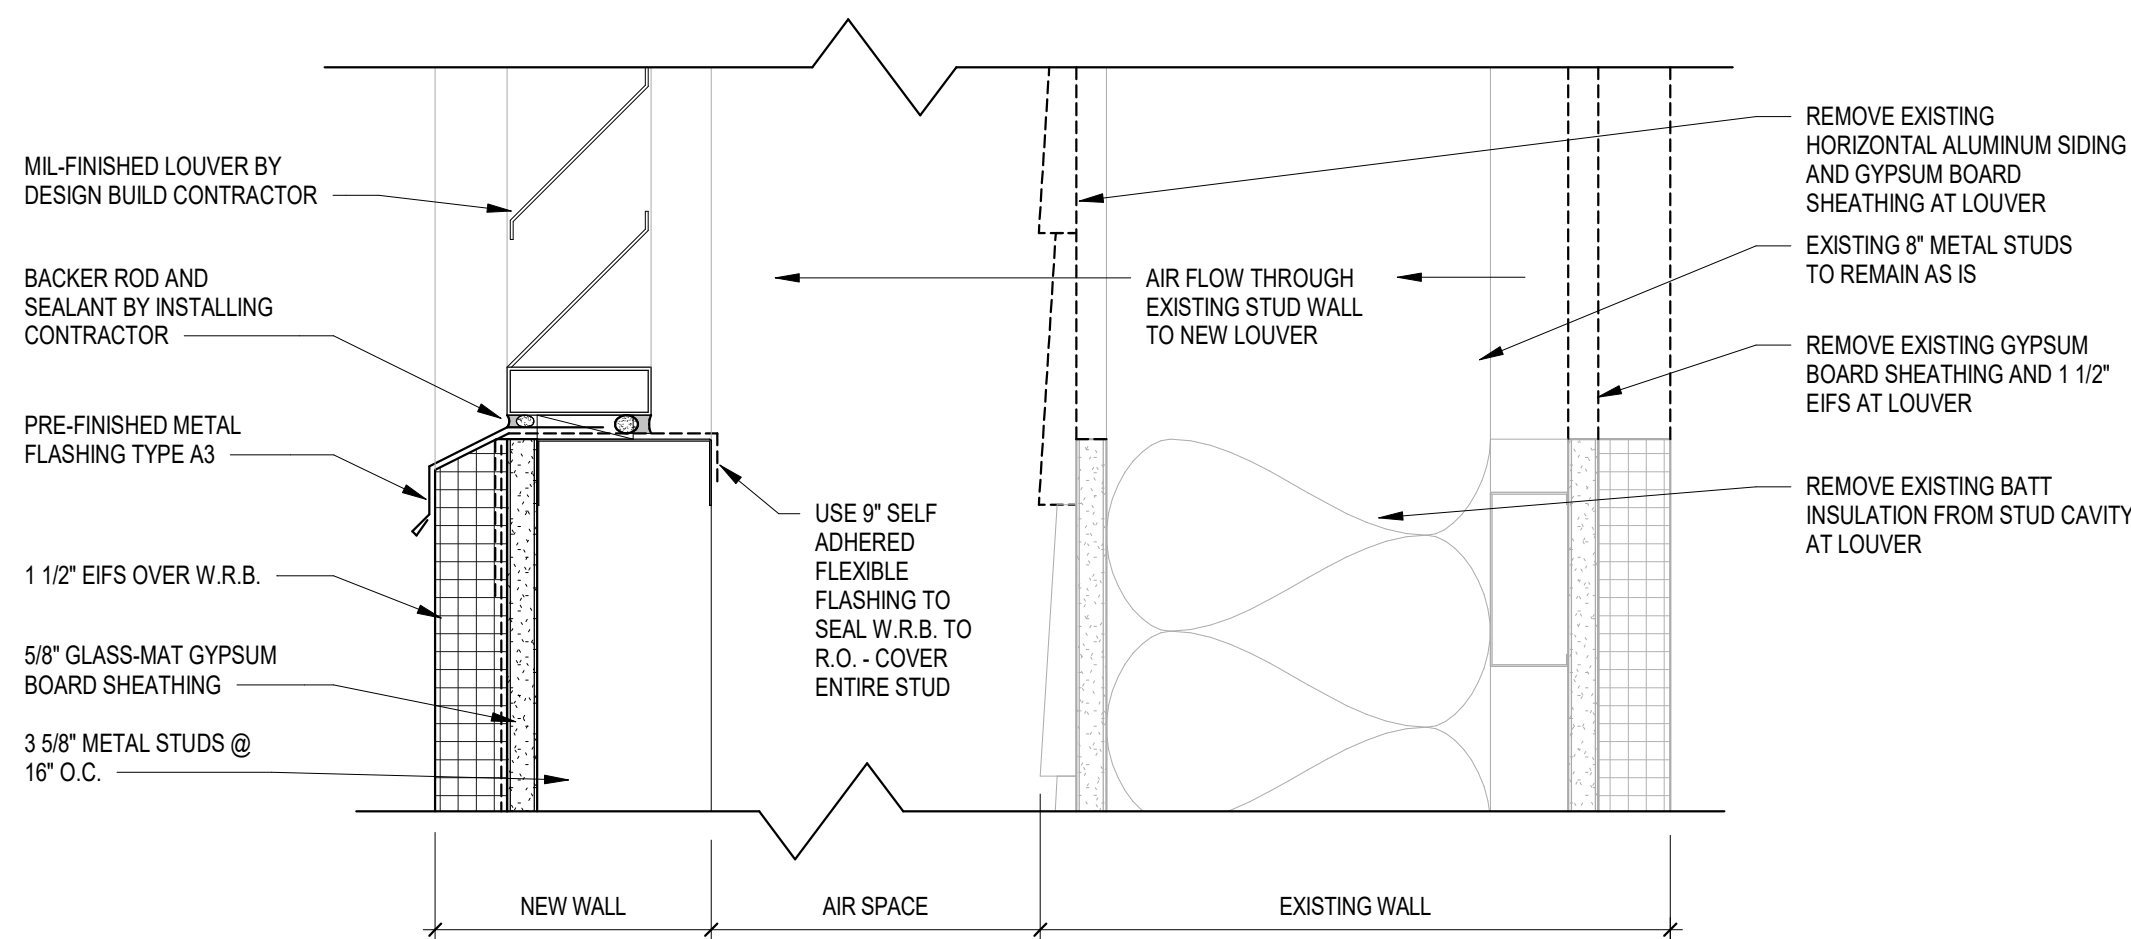 MIL-FINISHED LOUVER BY
DESIGN BUILD CONTRACTOR
BACKER ROD AND
SEALANT BY INSTALLING
CONTRACTOR
PRE-FINISHED METAL
FLASHING TYPE A3
1 1/2" EIFS OVER W.R.B.
5/8" GLASS-MAT GYPSUM
BOARD SHEATHING
3 5/8" METAL STUDS @
16" O.C.
USE 9" SELF
ADHERED
FLEXIBLE
FLASHING TO
SEAL W.R.B. TO
R.O. - COVER
ENTIRE STUD
AIR FLOW THROUGH
EXISTING STUD WALL
TO NEW LOUVER
REMOVE EXISTING
HORIZONTAL ALUMINUM SIDING
AND GYPSUM BOARD
SHEATHING AT LOUVER
EXISTING 8" METAL STUDS
TO REMAIN AS IS
REMOVE EXISTING GYPSUM
BOARD SHEATHING AND 1 1/2"
EIFS AT LOUVER
REMOVE EXISTING BATT
INSULATION FROM STUD CAVITY
AT LOUVER
NEW WALL
AIR SPACE
EXISTING WALL